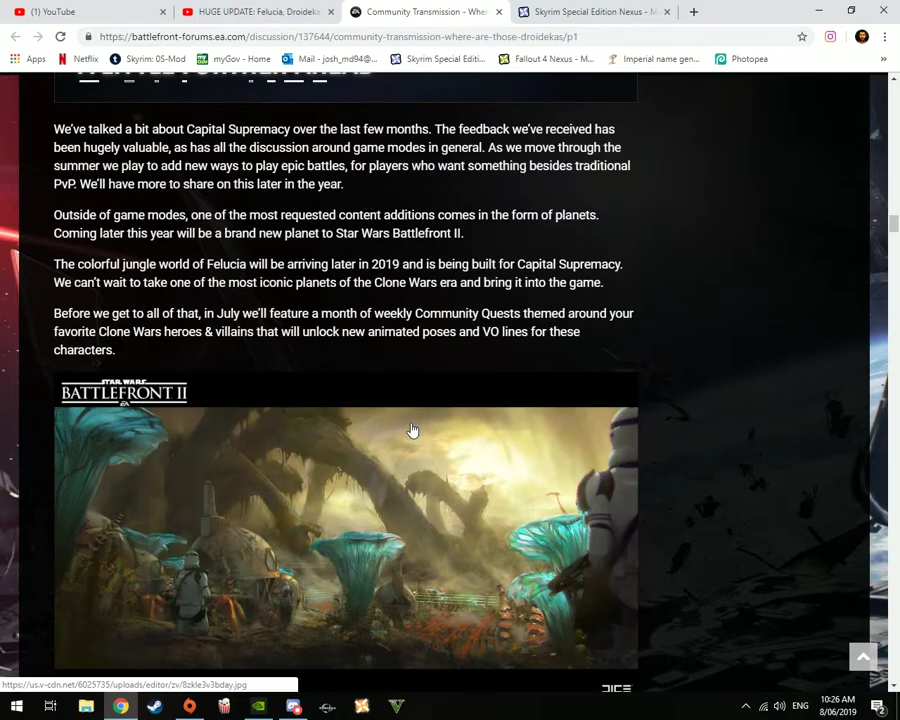 (1) YouTube
HUGE UPDATE: Felucia, Droideka
Community Transmission - Wher
Skyrim Special Edition Nexus - M
https://battlefront-forums.ea.com/discussion/137644/community-transmission-where-are-those-droidekas/p1
Apps Netflix Skyrim: 0S-Mod myGov - Home Mail - josh_md94@... Skyrim Special Editi... Fallout 4 Nexus - M... Imperial name gen... Photopea
We've talked a bit about Capital Supremacy over the last few months. The feedback we've received has
been hugely valuable, as has all the discussion around game modes in general. As we move through the
summer we play to add new ways to play epic battles, for players who want something besides traditional
PvP. We'll have more to share on this later in the year.
Outside of game modes, one of the most requested content additions comes in the form of planets.
Coming later this year will be a brand new planet to Star Wars Battlefront II.
The colorful jungle world of Felucia will be arriving later in 2019 and is being built for Capital Supremacy.
We can't wait to take one of the most iconic planets of the Clone Wars era and bring it into the game.
Before we get to all of that, in July we'll feature a month of weekly Community Quests themed around your
favorite Clone Wars heroes & villains that will unlock new animated poses and VO lines for these
characters.
STAR WARS
BATTLEFRONT II
EA
https://us.v-cdn.net/6025735/uploads/editor/zv/8zkle3v3bday.jpg
DICE
ENG
10:26 AM
8/06/2019
2